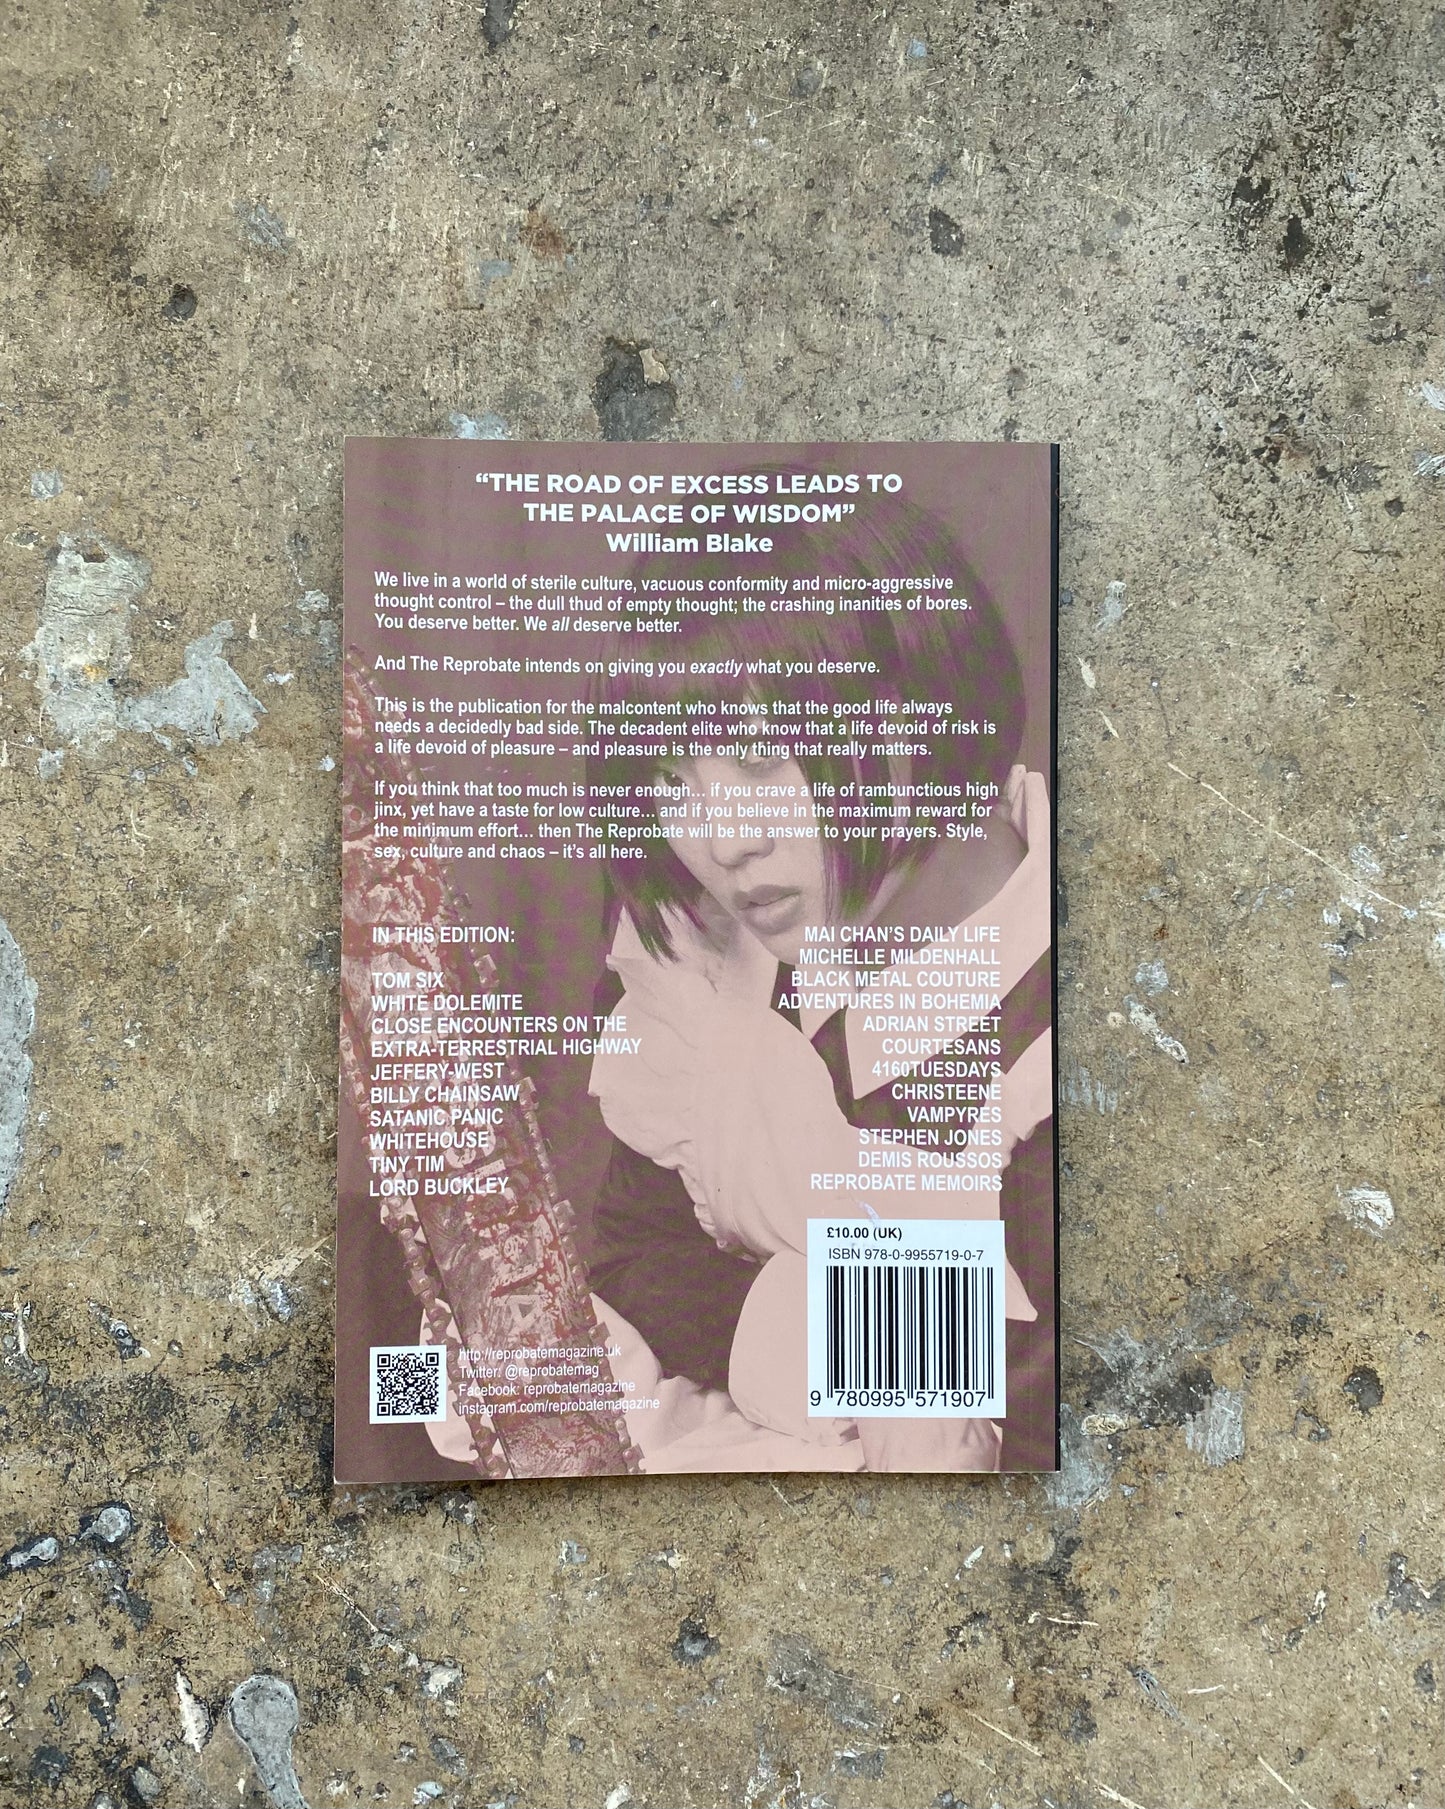 “THE ROAD OF EXCESS LEADS TO
THE PALACE OF WISDOM”
William Blake
We live in a world of sterile culture, vacuous conformity and micro-aggressive
thought control – the dull thud of empty thought; the crashing inanities of bores.
You deserve better. We all deserve better.
And The Reprobate intends on giving you exactly what you deserve.
This is the publication for the malcontent who knows that the good life always
needs a decidedly bad side. The decadent elite who know that a life devoid of risk is
a life devoid of pleasure – and pleasure is the only thing that really matters.
If you think that too much is never enough… if you crave a life of rambunctious high
jinx, yet have a taste for low culture… and if you believe in the maximum reward for
the minimum effort… then The Reprobate will be the answer to your prayers. Style,
sex, culture and chaos – it’s all here.
IN THIS EDITION:
TOM SIX
WHITE DOLEMITE
CLOSE ENCOUNTERS ON THE
EXTRA-TERRESTRIAL HIGHWAY
JEFFERY-WEST
BILLY CHAINSAW
SATANIC PANIC
WHITEHOUSE
TINY TIM
LORD BUCKLEY
MAI CHAN’S DAILY LIFE
MICHELLE MILDENHALL
BLACK METAL COUTURE
ADVENTURES IN BOHEMIA
ADRIAN STREET
COURTESANS
4160TUESDAYS
CHRISTEENE
VAMPYRES
STEPHEN JONES
DEMIS ROUSSOS
REPROBATE MEMOIRS
£10.00 (UK)
ISBN 978-0-9955719-0-7
9 780995 571907
http://reprobatemagazine.uk
Twitter: @reprobatemag
Facebook: reprobatemagazine
instagram.com/reprobatemagazine